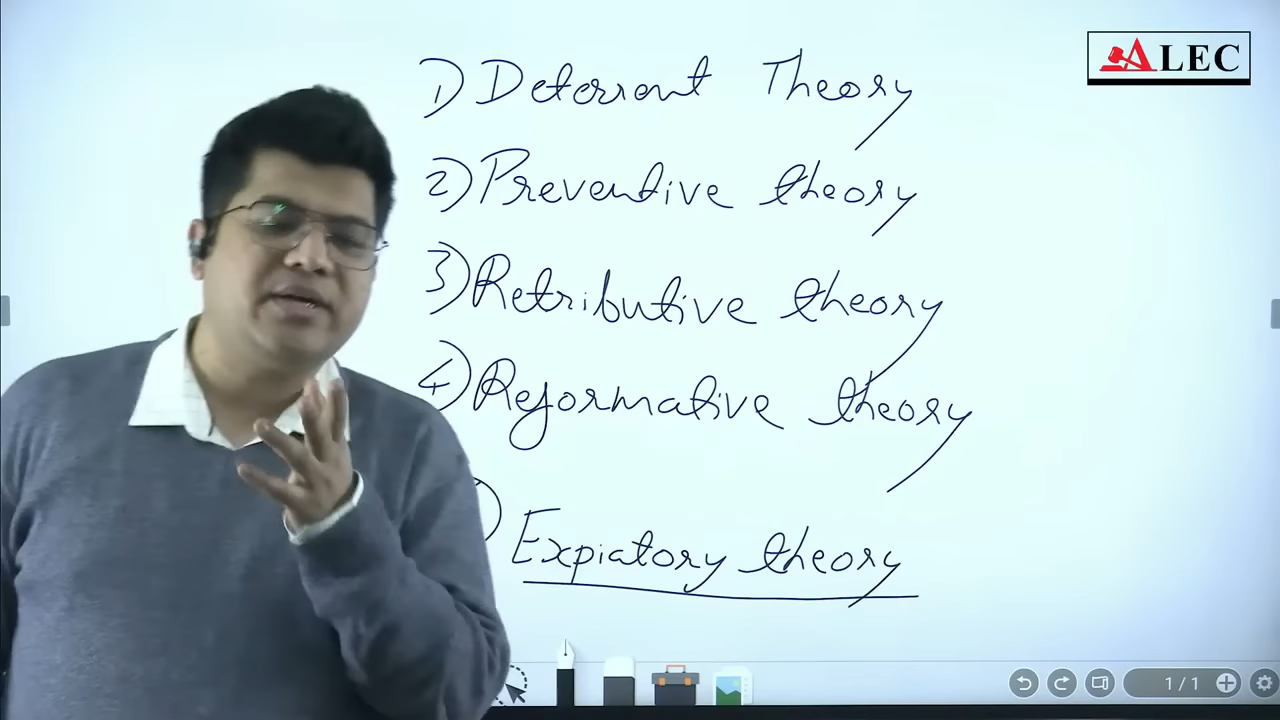 ALEC
1) Deterrent Theory
2) Preventive theory
3) Retributive theory
4) Reformative theory
) Expiatory theory
1/1